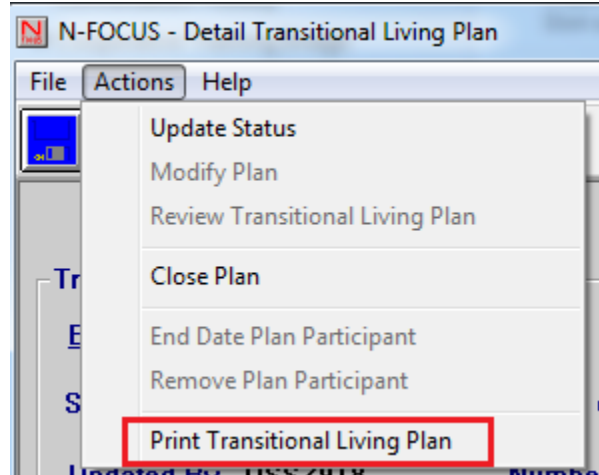 N-FOCUS - Detail Transitional Living Plan
File Actions Help
Update Status
Modify Plan
Review Transitional Living Plan
Close Plan
Tr
End Date Plan Participant
Remove Plan Participant
S
Print Transitional Living Plan